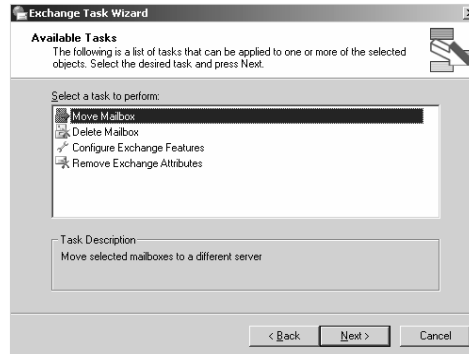 Exchange Task Wizard
Available Tasks
The following is a list of tasks that can be applied to one or more of the selected
objects. Select the desired task and press Next.
Select a task to perform:
Move Mailbox
Delete Mailbox
Configure Exchange Features
Remove Exchange Attributes
Task Description
Move selected mailboxes to a different server
< Back
Next >
Cancel